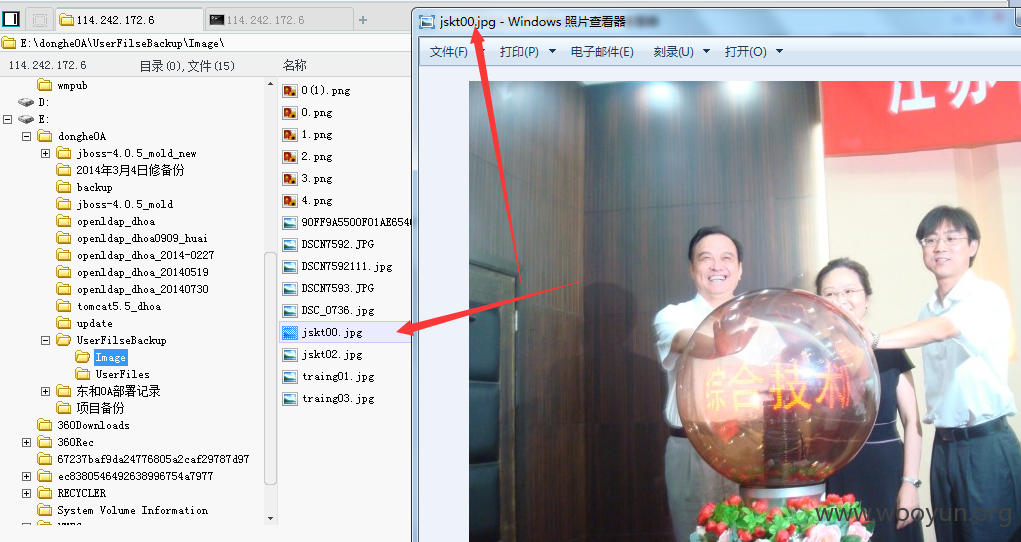 114.242.172.6
114.242.172.6
+
jskt00.jpg - Windows 照片查看器
E:\dongheOA\UserFilseBackup\Image\
文件(F)
打印(P)
电子邮件(E)
刻录(U)
打开(O)
114.242.172.6
目录(0),文件(15)
名称
wmpub
D:
E:
dongheOA
jboss-4.0.5_mold_new
2014年3月4日修备份
backup
jboss-4.0.5_mold
openldap_dhoa
openldap_dhoa0909_huai
openldap_dhoa_2014-0227
openldap_dhoa_20140519
openldap_dhoa_20140730
tomcat5.5_dhoa
update
UserFilseBackup
Image
UserFiles
东和OA部署记录
项目备份
360Downloads
360Rec
67237baf9da24776805a2caf29787d97
ec8380546492638996754a7977
RECYCLER
System Volume Information
0(1).png
0.png
1.png
2.png
3.png
4.png
90FF9A5500F01AE654
DSCN7592.JPG
DSCN7592111.jpg
DSCN7593.JPG
DSC_0736.jpg
jskt00.jpg
jskt02.jpg
traing01.jpg
traing03.jpg
江苏
综合技术
www.wooyun.org